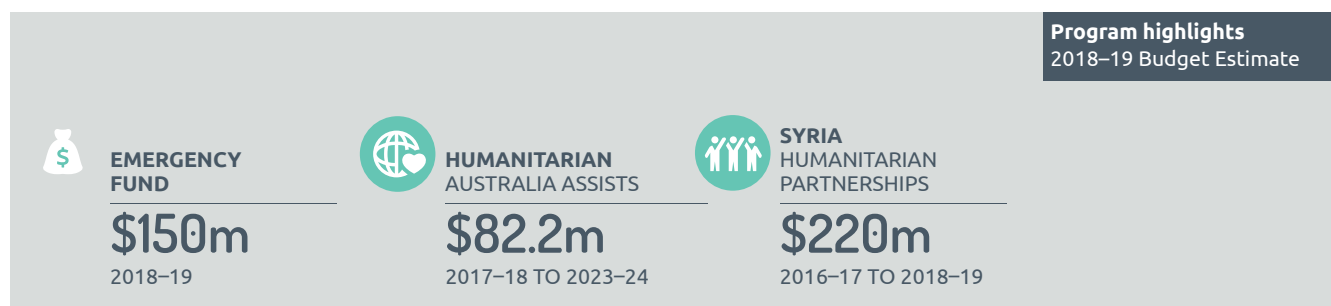 Program highlights
2018–19 Budget Estimate
$
EMERGENCY
FUND
$150m
2018–19
HUMANITARIAN
AUSTRALIA ASSISTS
$82.2m
2017–18 TO 2023–24
SYRIA
HUMANITARIAN
PARTNERSHIPS
$220m
2016–17 TO 2018–19